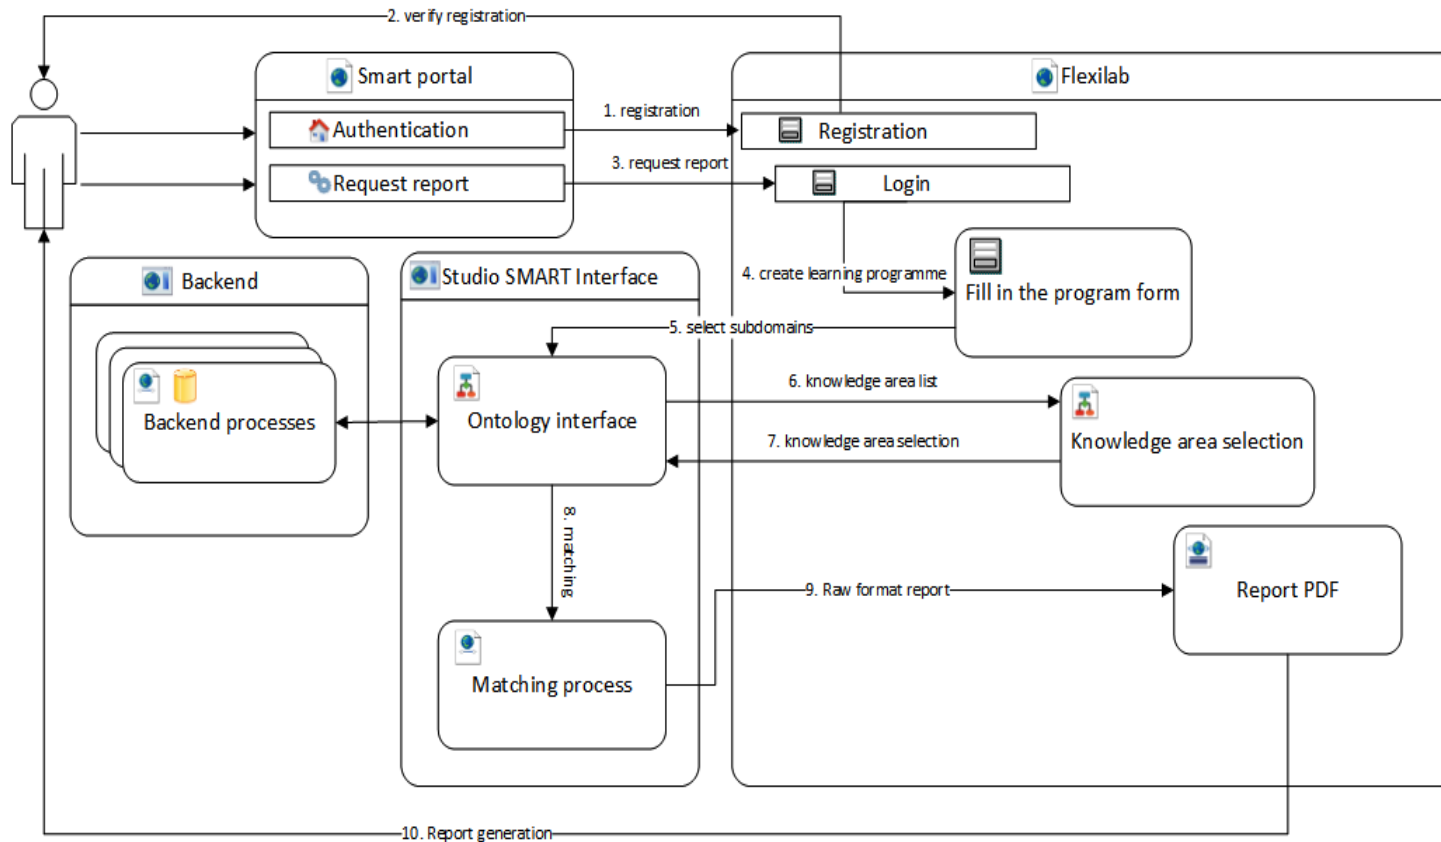 2. verify registration
Smart portal
Flexilab
Authentication
1. registration
Registration
Request report
3. request report
Login
Backend
Studio SMART Interface
4. create learning programme
Fill in the program form
5. select subdomains
Backend processes
Ontology interface
6. knowledge area list
7. knowledge area selection
Knowledge area selection
8. matching
9. Raw format report
Report PDF
Matching process
10. Report generation